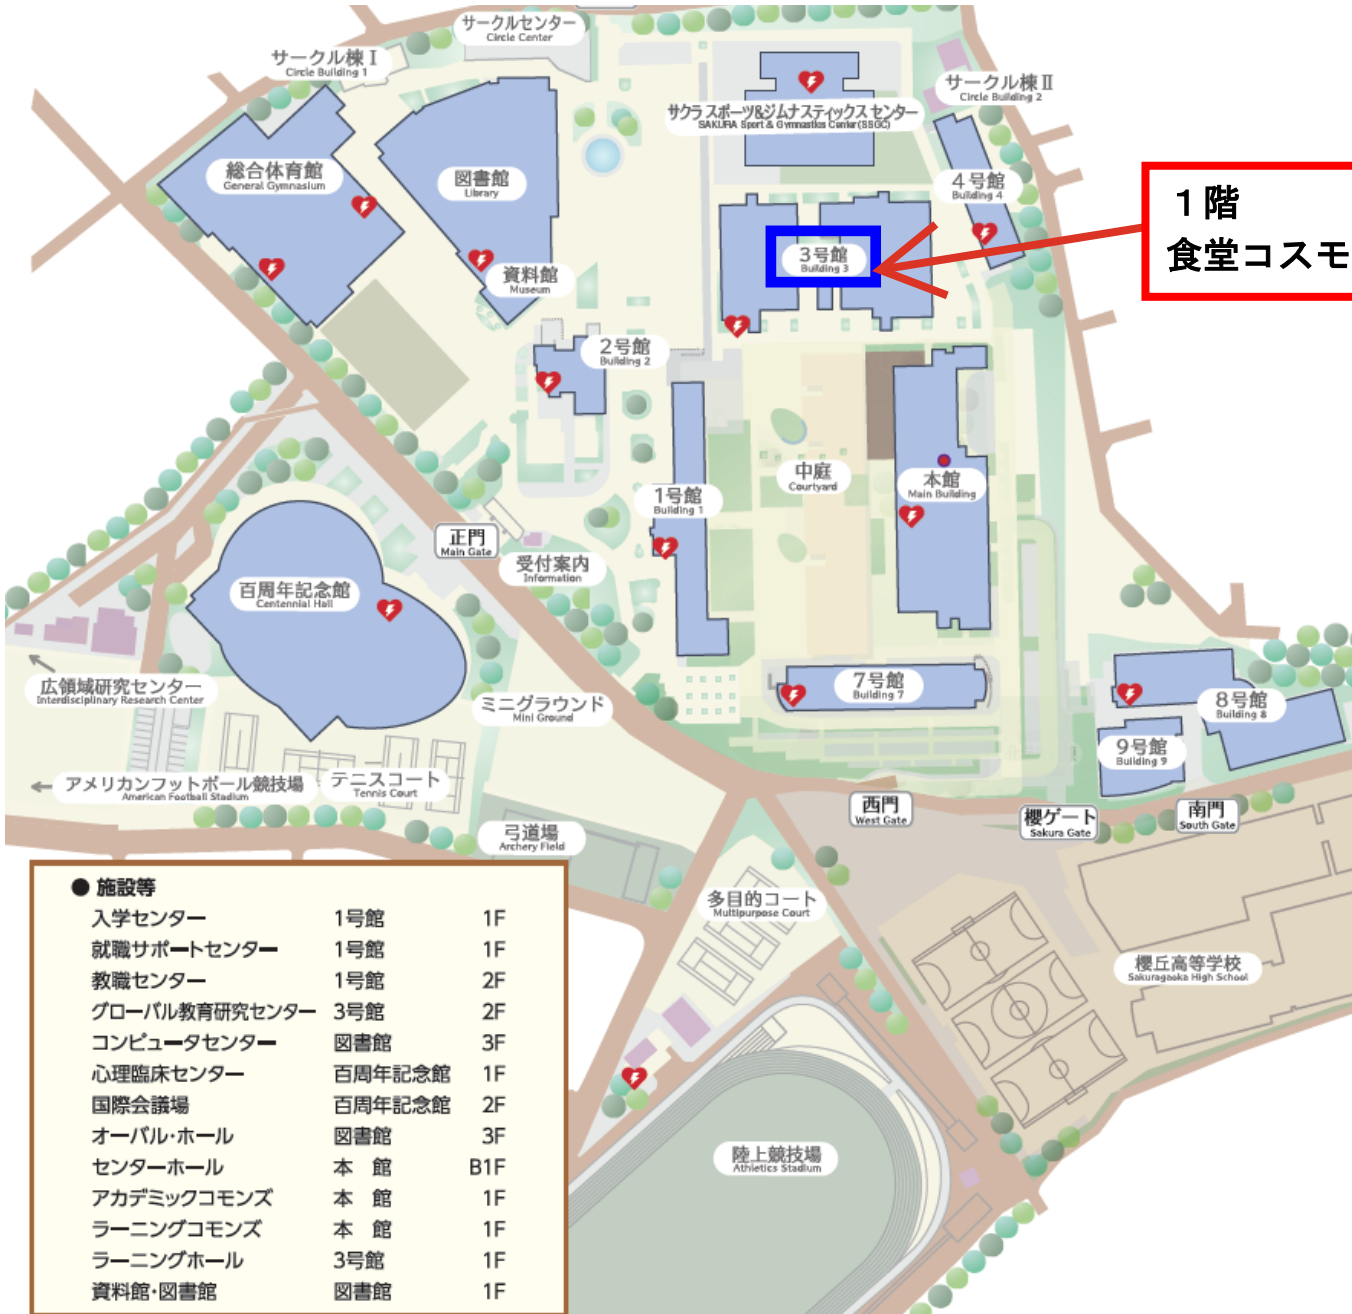 サークルセンター
Circle Center
サークル棟Ⅰ
Circle Building 1
サクラ スポーツ&ジムナスティックス センター
SAKURA Sport & Gymnastics Center(SSGC)
サークル棟Ⅱ
Circle Building 2
総合体育館
General Gymnasium
図書館
Library
4号館
Building 4
1階
食堂コスモ
3号館
Building 3
資料館
Museum
2号館
Building 2
中庭
Courtyard
本館
Main Building
1号館
Building 1
正門
Main Gate
受付案内
Information
百周年記念館
Centennial Hall
広領域研究センター
Interdisciplinary Research Center
ミニグラウンド
Mini Ground
7号館
Building 7
8号館
Building 8
9号館
Building 9
アメリカンフットボール競技場
American Football Stadium
テニスコート
Tennis Court
西門
West Gate
櫻ゲート
Sakura Gate
南門
South Gate
弓道場
Archery Field
多目的コート
Multipurpose Court
櫻丘高等学校
Sakuragaoka High School
陸上競技場
Athletics Stadium
● 施設等
入学センター 1号館 1F
就職サポートセンター 1号館 1F
教職センター 1号館 2F
グローバル教育研究センター 3号館 2F
コンピュータセンター 図書館 3F
心理臨床センター 百周年記念館 1F
国際会議場 百周年記念館 2F
オーバル・ホール 図書館 3F
センターホール 本 館 B1F
アカデミックコモンズ 本 館 1F
ラーニングコモンズ 本 館 1F
ラーニングホール 3号館 1F
資料館・図書館 図書館 1F